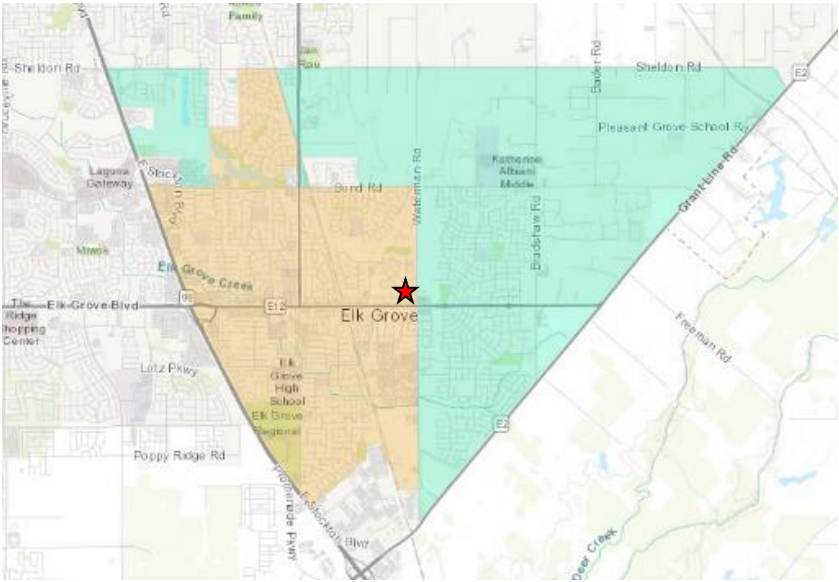 Family
Rd
Sheldon Rd
Sheldon Rd
E2
Bader Rd
Pleasant Grove School Rd
Laguna
Gateway
E Stockton Blvd
Bond Rd
Waterman Rd
Katherine
Albiani
Middle
Grant Line Rd
Bradshaw Rd
Elk Grove Creek
99
The
Ridge
Shopping
Center
Elk Grove Blvd
E12
Elk Grove
Freeman Rd
Lotz Pkwy
Elk
Grove
High
School
Elk Grove
Regional
E2
Poppy Ridge Rd
Promenade Pkwy
E Stockton Blvd
Deer Creek